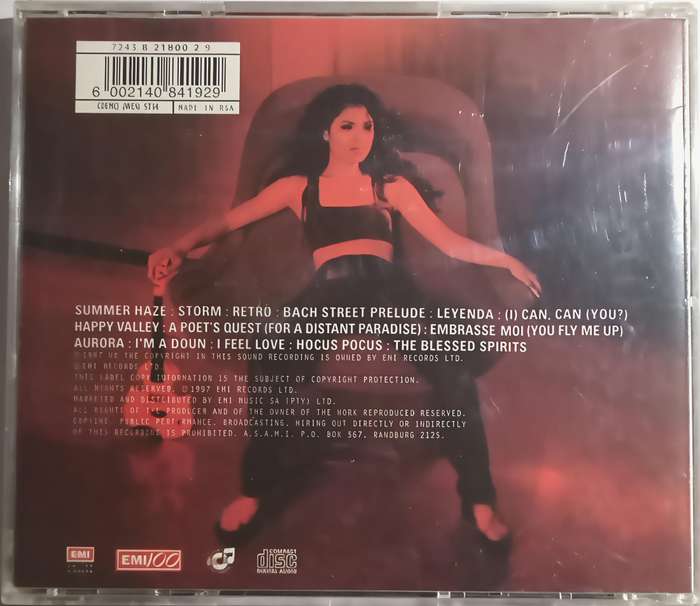 7243 8 21800 2 9
6 002140 841929
MADE IN RSA
SUMMER HAZE : STORM : RETRÖ : BACH STREET PRELUDE : LEYENDA : (I) CAN, CAN (YOU?)
HAPPY VALLEY : A POET'S QUEST (FOR A DISTANT PARADISE) : EMBRASSE MOI (YOU FLY ME UP)
AURORA : I'M A DOUN : I FEEL LOVE : HOCUS POCUS : THE BLESSED SPIRITS
℗1997 THE COPYRIGHT IN THIS SOUND RECORDING IS OWNED BY EMI RECORDS LTD.
©EMI RECORDS LTD.
THIS LABEL COPY INFORMATION IS THE SUBJECT OF COPYRIGHT PROTECTION.
ALL RIGHTS RESERVED. ©1997 EMI RECORDS LTD.
MARKETED AND DISTRIBUTED BY EMI MUSIC SA (PTY) LTD.
ALL RIGHTS OF THE PRODUCER AND OF THE OWNER OF THE WORK REPRODUCED RESERVED.
COPYING, PUBLIC PERFORMANCE, BROADCASTING, HIRING OUT DIRECTLY OR INDIRECTLY
OF THIS RECORDING IS PROHIBITED. A.S.A.M.I. P.O. BOX 567, RANDBURG 2125.
EMI
EMI/00
COMPACT
disc
DIGITAL AUDIO